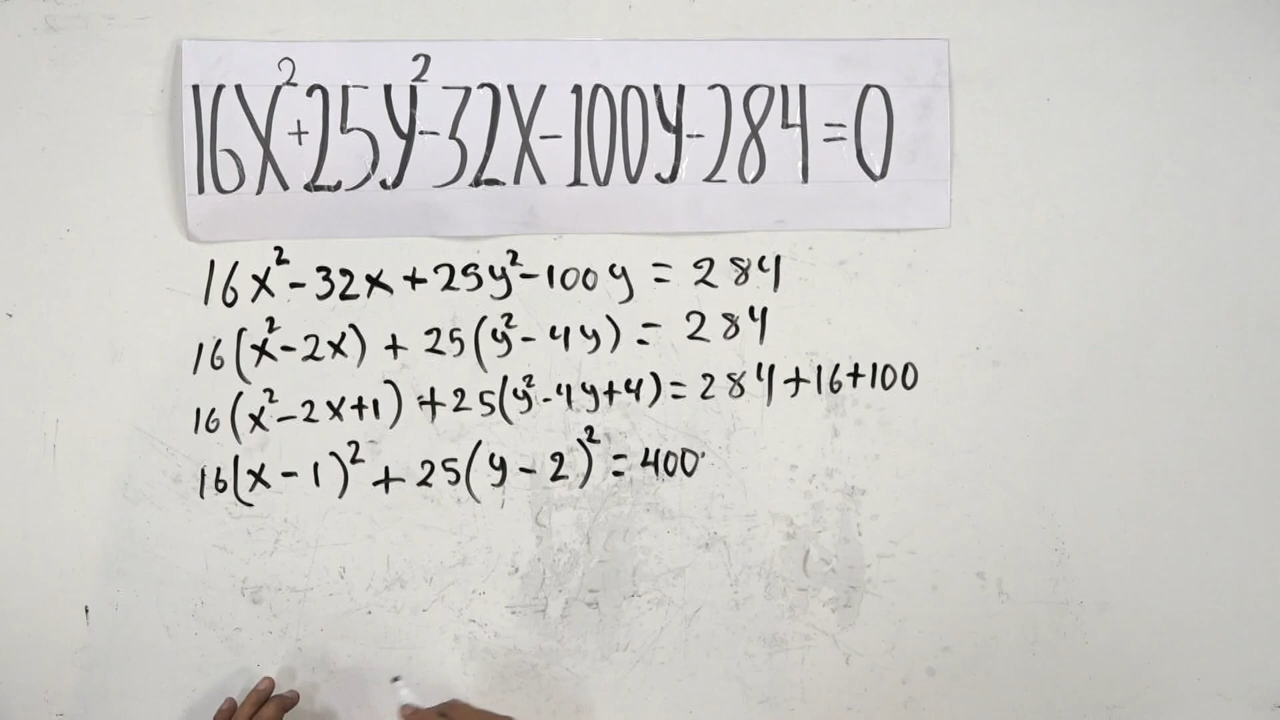 16x²+25y²-32x-100y-284=0
16x²-32x+25y²-100y=284
16(x²-2x)+25(y²-4y)=284
16(x²-2x+1)+25(y²-4y+4)=284+16+100
16(x-1)²+25(y-2)²=400